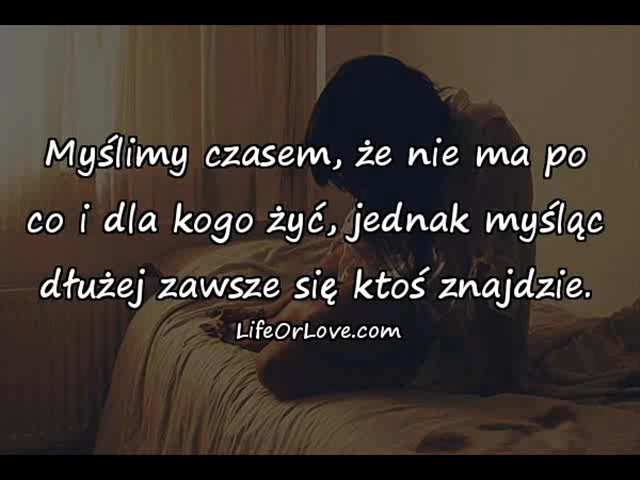 Myślimy czasem, że nie ma po
co i dla kogo żyć, jednak myśląc
dłużej zawsze się ktoś znajdzie.
LifeOrLove.com